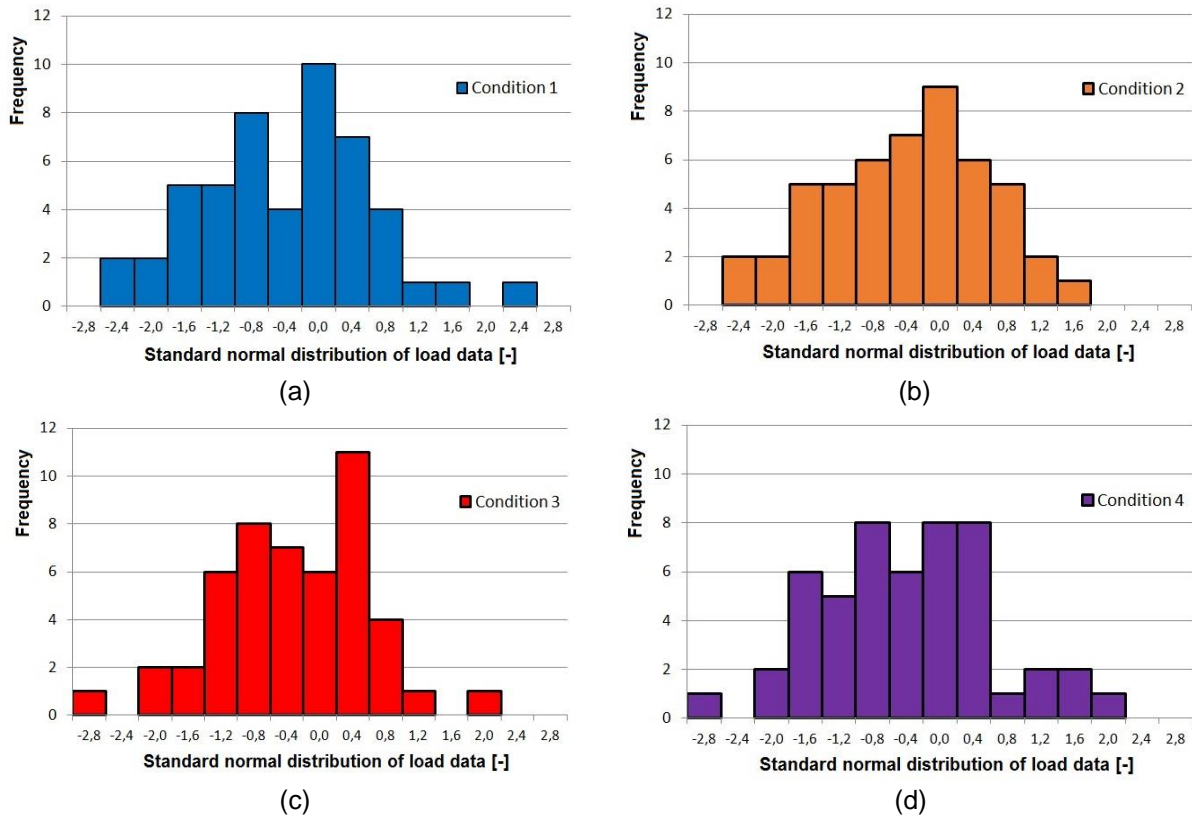 12
10
8
6
4
2
0
Frequency
Condition 1
-2,8 -2,4 -2,0 -1,6 -1,2 -0,8 -0,4 0,0 0,4 0,8 1,2 1,6 2,0 2,4 2,8
Standard normal distribution of load data [-]
(a)
12
10
8
6
4
2
0
Frequency
Condition 2
-2,8 -2,4 -2,0 -1,6 -1,2 -0,8 -0,4 0,0 0,4 0,8 1,2 1,6 2,0 2,4 2,8
Standard normal distribution of load data [-]
(b)
12
10
8
6
4
2
0
Frequency
Condition 3
-2,8 -2,4 -2,0 -1,6 -1,2 -0,8 -0,4 0,0 0,4 0,8 1,2 1,6 2,0 2,4 2,8
Standard normal distribution of load data [-]
(c)
12
10
8
6
4
2
0
Frequency
Condition 4
-2,8 -2,4 -2,0 -1,6 -1,2 -0,8 -0,4 0,0 0,4 0,8 1,2 1,6 2,0 2,4 2,8
Standard normal distribution of load data [-]
(d)